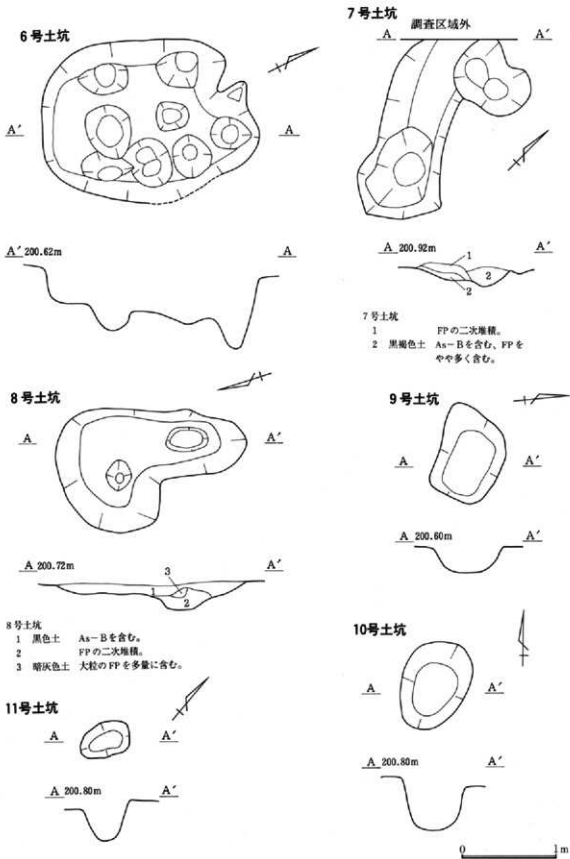 6号土坑
A′
A
A′ 200.62m
A
7号土坑
調査区域外
A
A′
A 200.92m
A′
1
2
2
7号土坑
1 FPの二次堆積。
2 黒褐色土 As－Bを含む、FPを
やや多く含む。
8号土坑
A
A′
A 200.72m
A′
3
1
2
8号土坑
1 黒色土 As－Bを含む。
2 FPの二次堆積。
3 暗灰色土 大粒のFPを多量に含む。
9号土坑
A
A′
A 200.60m
A′
10号土坑
A
A′
A 200.80m
A′
11号土坑
A
A′
A 200.80m
A′
0 1m